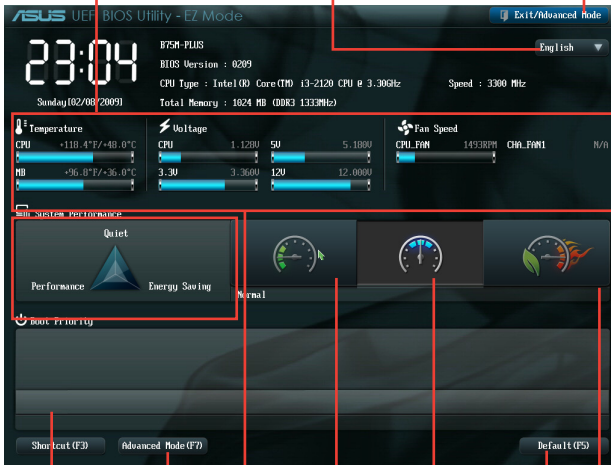 ASUS UEFI BIOS Utility - EZ Mode
Exit/Advanced Mode
23:04
Sunday[02/08/2009]
B75M-PLUS
English
BIOS Version : 0209
CPU Type : Intel(R) Core(TM) i3-2120 CPU @ 3.30GHz Speed : 3300 MHz
Total Memory : 1024 MB (DDR3 1333MHz)
Temperature
CPU +118.4°F/+48.0°C
MB +96.8°F/+36.0°C
Voltage
CPU 1.128V 5V 5.180V
3.3V 3.360V 12V 12.000V
Fan Speed
CPU_FAN 1493RPM CHA_FAN1 N/A
System Performance
Quiet
Performance Energy Saving
Normal
Boot Priority
Shortcut(F3) Advanced Mode(F7) Default(F5)